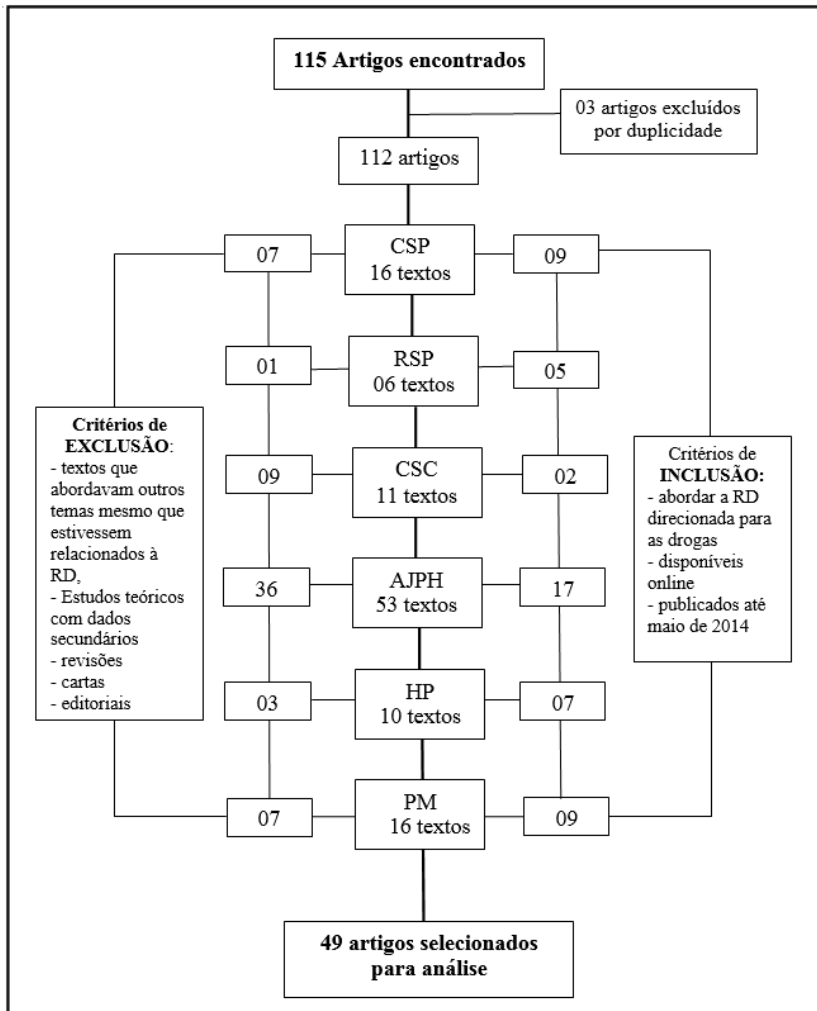 115 Artigos encontrados
03 artigos excluídos
por duplicidade
112 artigos
07
CSP
16 textos
09
01
RSP
06 textos
05
09
CSC
11 textos
02
36
AJPH
53 textos
17
03
HP
10 textos
07
07
PM
16 textos
09
Critérios de
EXCLUSÃO:
- textos que
abordavam outros
temas mesmo que
estivessem
relacionados à
RD,
- Estudos teóricos
com dados
secundários
- revisões
- cartas
- editoriais
Critérios de
INCLUSÃO:
- abordar a RD
direcionada para
as drogas
- disponíveis
online
- publicados até
maio de 2014
49 artigos selecionados
para análise